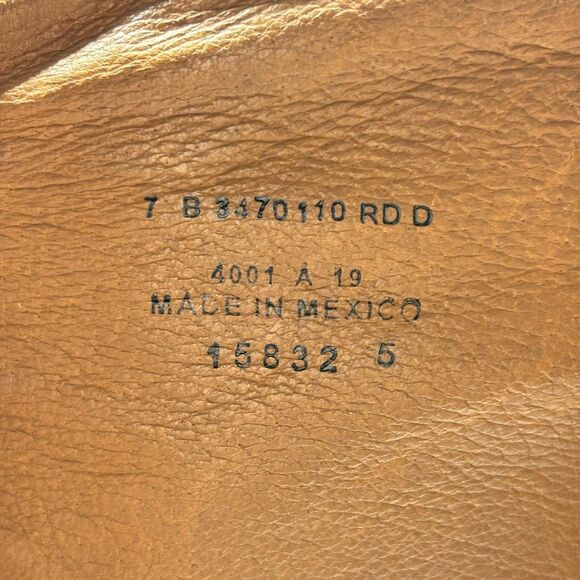 7 B 3470110 RD D
4001 A 19
MADE IN MEXICO
15832 5